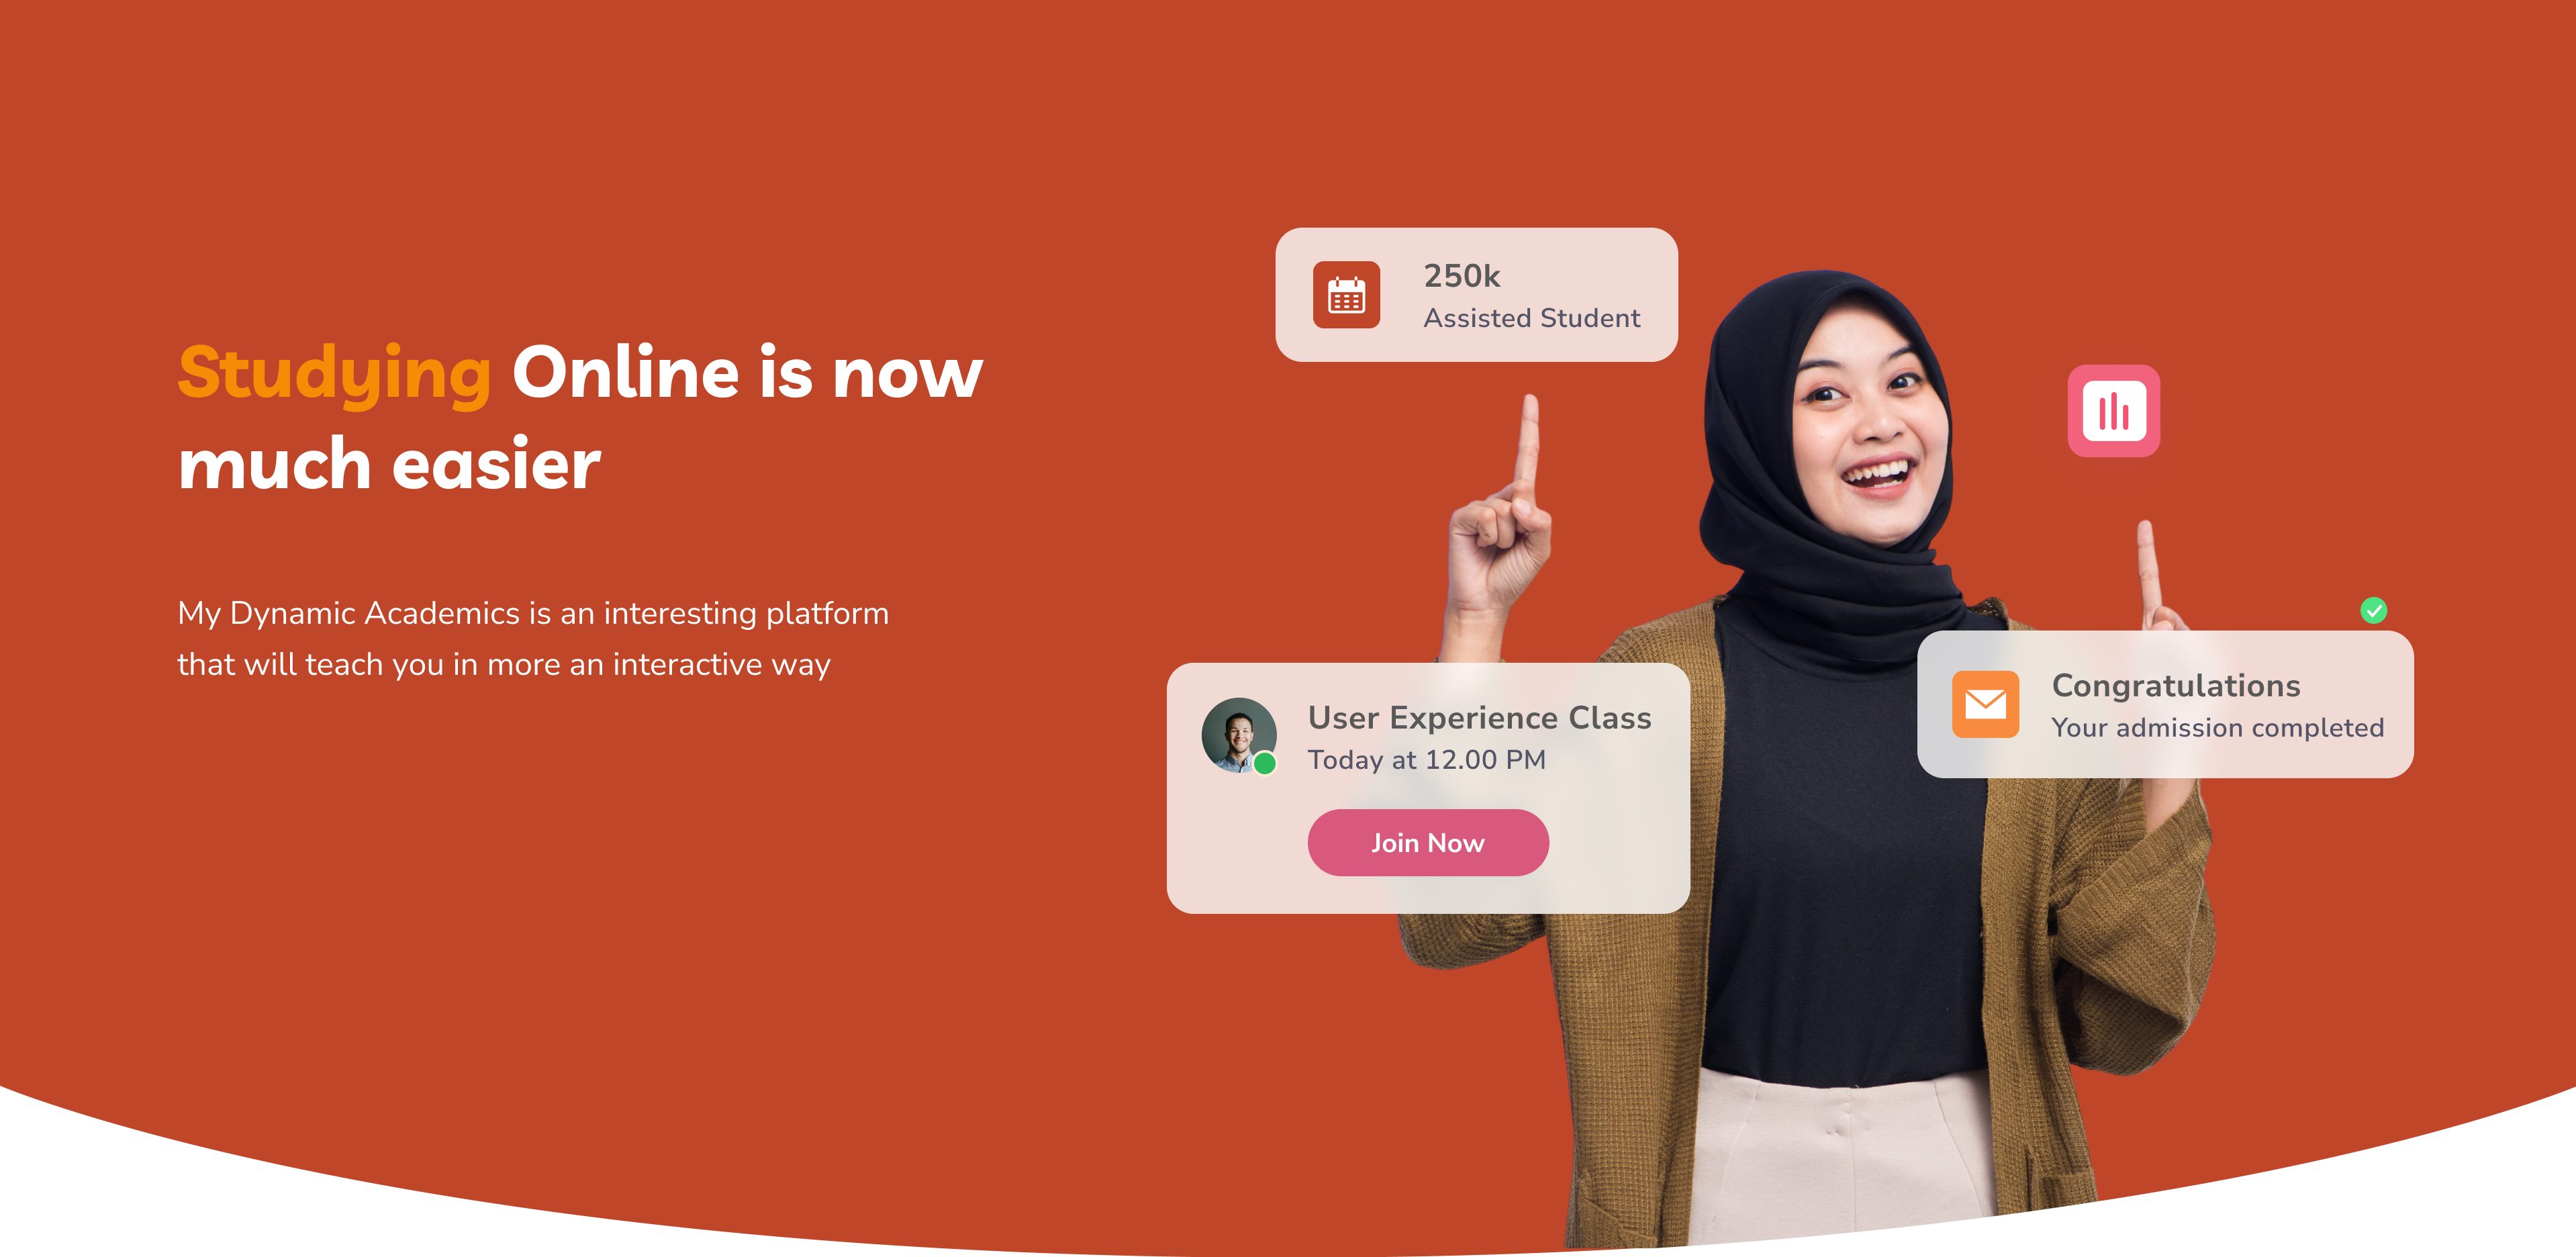 Studying Online is now
much easier
My Dynamic Academics is an interesting platform
that will teach you in more an interactive way
250k
Assisted Student
User Experience Class
Today at 12.00 PM
Join Now
Congratulations
Your admission completed